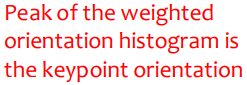 Peak of the weighted
orientation histogram is
the keypoint orientation